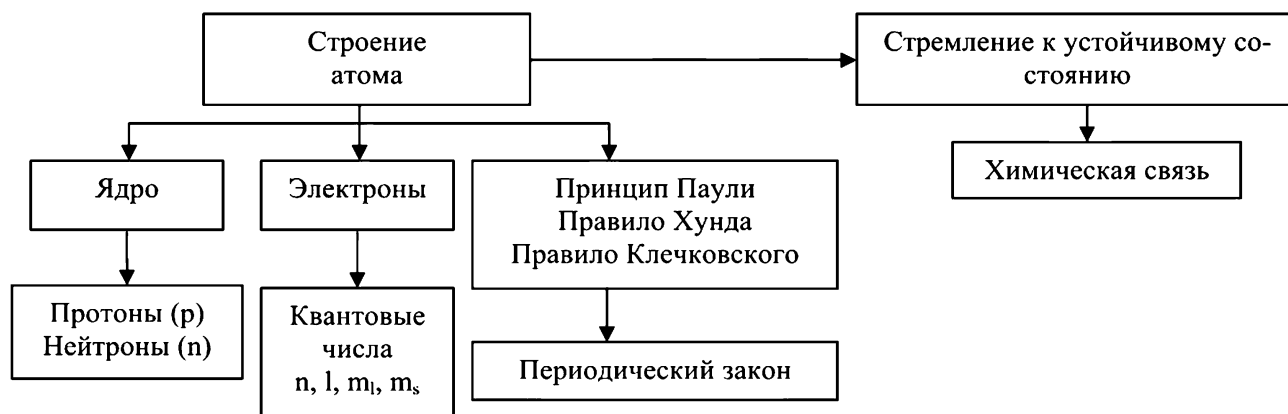 Строение
атома
Стремление к устойчивому со-
стоянию
Ядро
Электроны
Принцип Паули
Правило Хунда
Правило Клечковского
Химическая связь
Протоны (p)
Нейтроны (n)
Квантовые
числа
n, l, mₗ, mₛ
Периодический закон